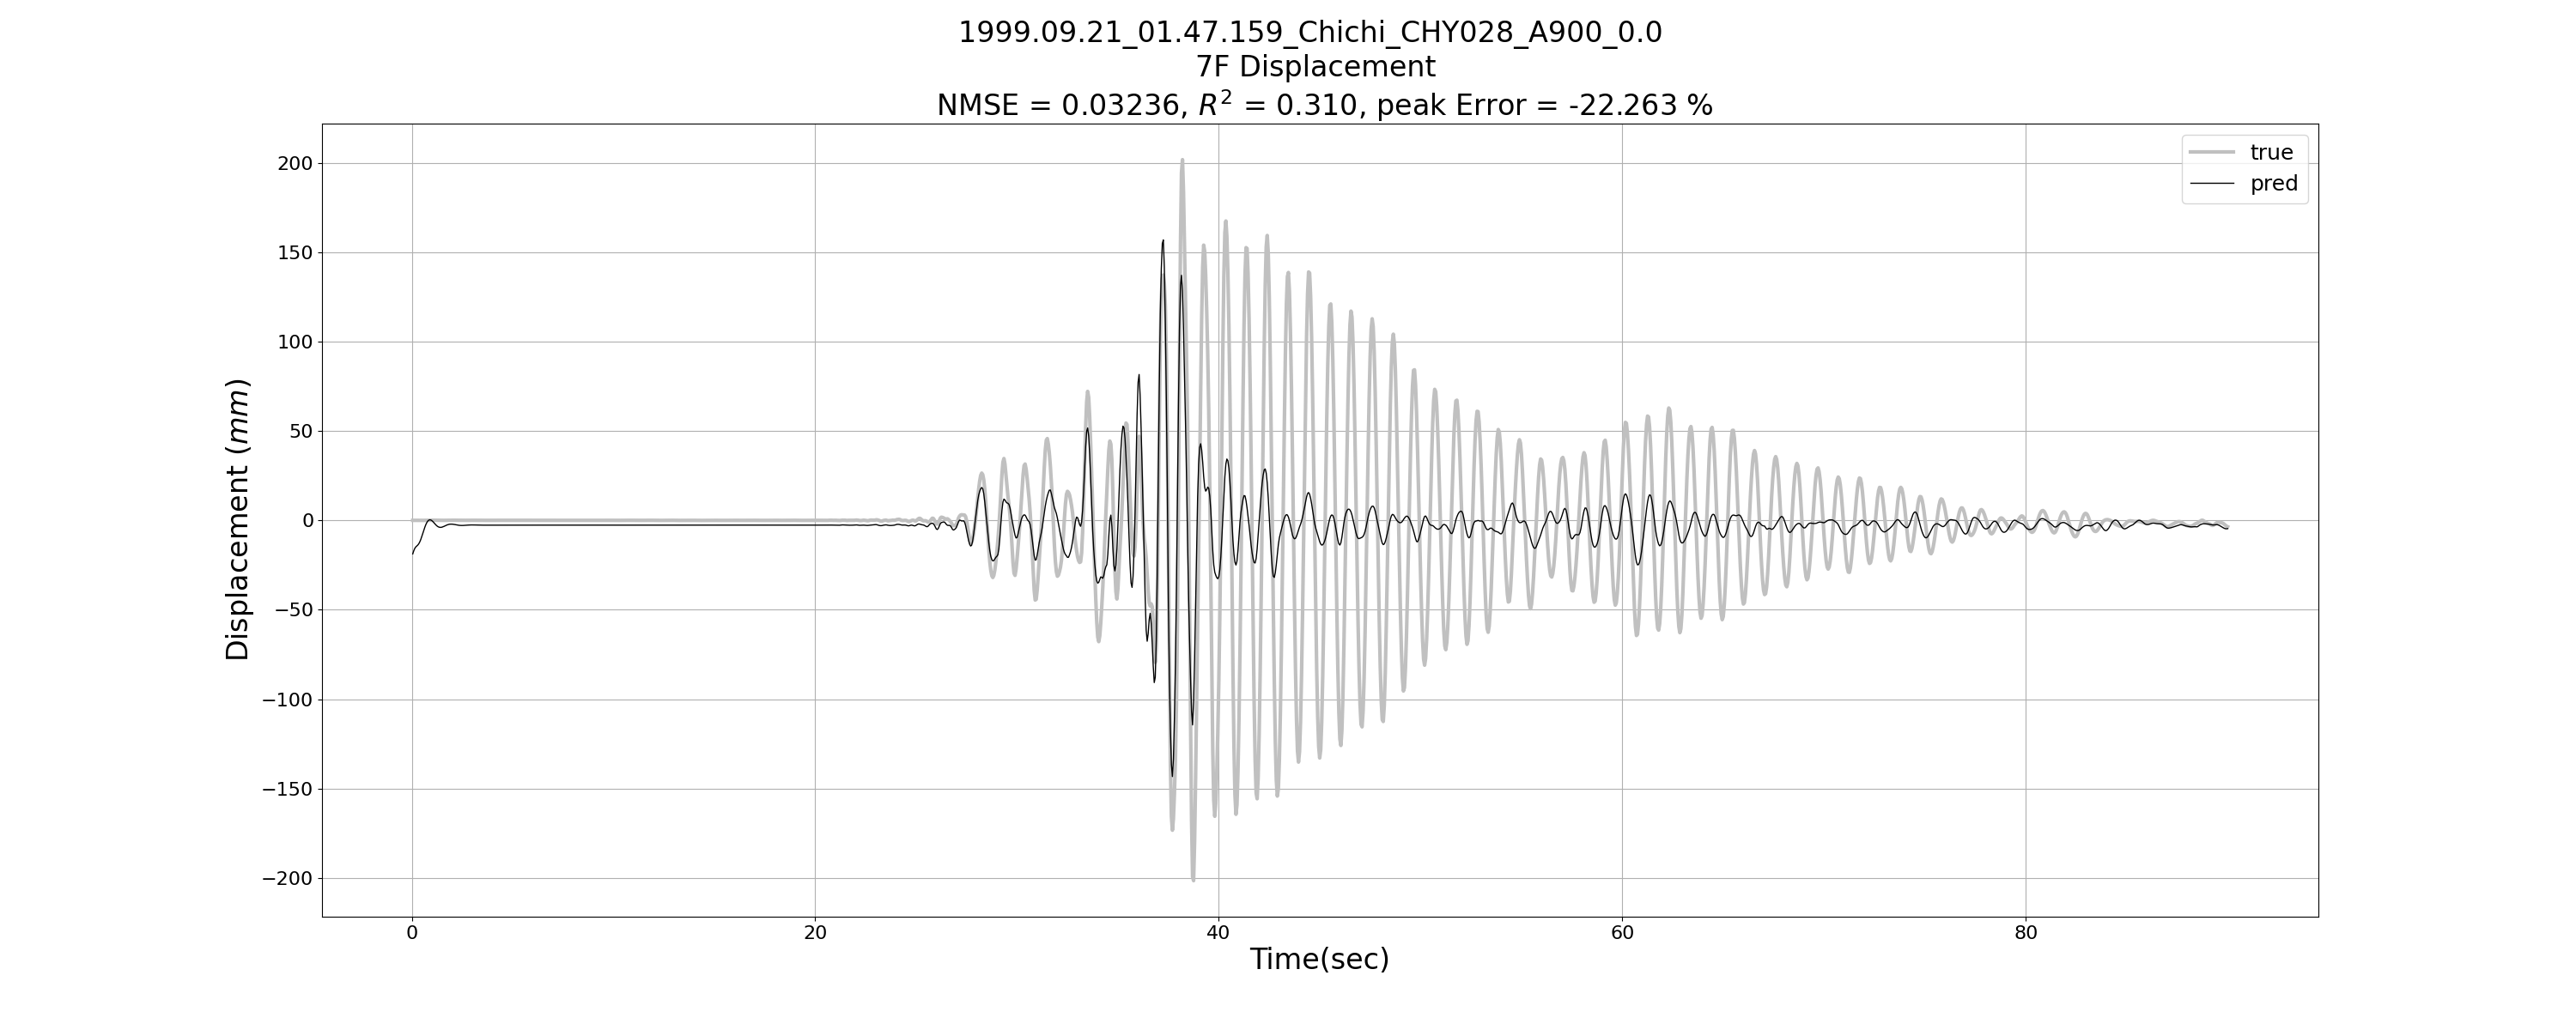 1999.09.21_01.47.159_Chichi_CHY028_A900_0.0
7F Displacement
NMSE = 0.03236, R² = 0.310, peak Error = -22.263 %
true
pred
Displacement (mm)
200
150
100
50
0
−50
−100
−150
−200
0 20 40 60 80
Time(sec)